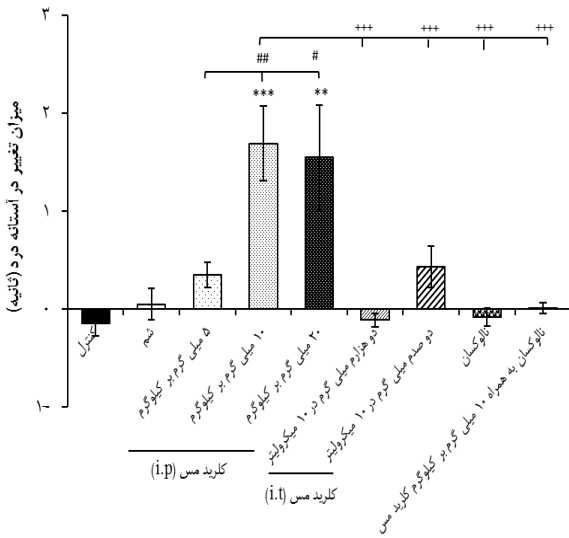 میزان تغییر در آستانه درد (ثانیه)
۳
۲
۱
۰
-۱
+++ +++ +++ +++
## #
*** **
کنترل
شم
۵ میلی گرم بر کیلوگرم
۱۰ میلی گرم بر کیلوگرم
۲۰ میلی گرم بر کیلوگرم
دو هزارم میلی گرم در ۱۰ میکرولیتر
دو صدم میلی گرم در ۱۰ میکرولیتر
نالوکسان
نالوکسان به همراه ۱۰ میلی گرم بر کیلوگرم کلرید مس
کلرید مس (i.p)
کلرید مس (i.t)